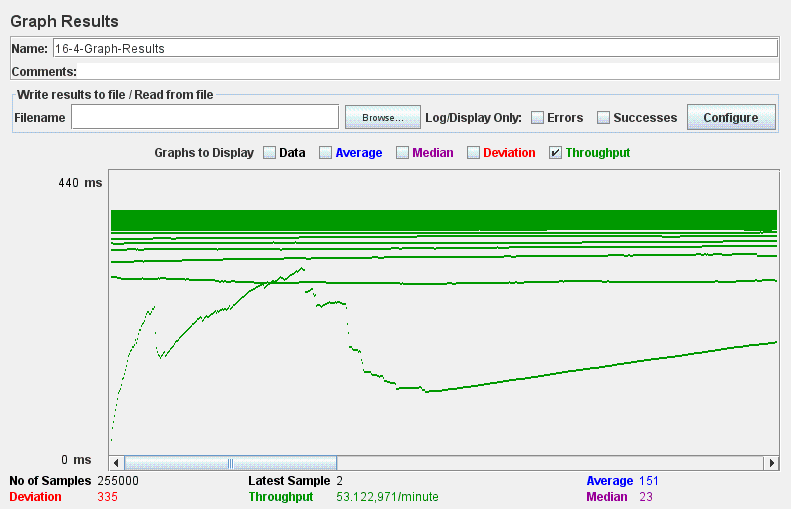 Graph Results
Name: 16-4-Graph-Results
Comments:
Write results to file / Read from file
Filename Browse... Log/Display Only: Errors Successes Configure
Graphs to Display Data Average Median Deviation Throughput
440 ms
0 ms
No of Samples 255000 Latest Sample 2 Average 151
Deviation 335 Throughput 53.122,971/minute Median 23